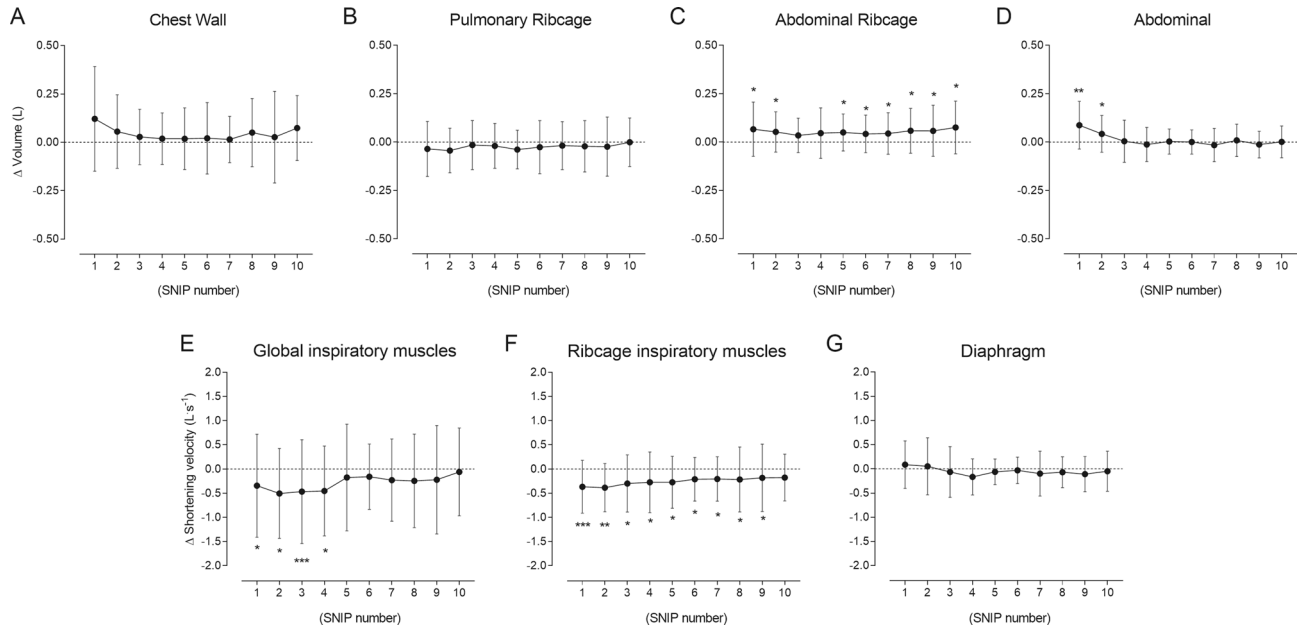 A Chest Wall
B Pulmonary Ribcage
C Abdominal Ribcage
D Abdominal
Δ Volume (L)
0.50
0.25
0.00
-0.25
-0.50
1 2 3 4 5 6 7 8 9 10
(SNIP number)
0.50
0.25
0.00
-0.25
-0.50
1 2 3 4 5 6 7 8 9 10
(SNIP number)
0.50
0.25
0.00
-0.25
-0.50
* * * * * * * *
1 2 3 4 5 6 7 8 9 10
(SNIP number)
0.50
0.25
0.00
-0.25
-0.50
** *
1 2 3 4 5 6 7 8 9 10
(SNIP number)
E Global inspiratory muscles
F Ribcage inspiratory muscles
G Diaphragm
Δ Shortening velocity (L·s⁻¹)
2.0
1.5
1.0
0.5
0.0
-0.5
-1.0
-1.5
-2.0
* * *** *
1 2 3 4 5 6 7 8 9 10
(SNIP number)
2.0
1.5
1.0
0.5
0.0
-0.5
-1.0
-1.5
-2.0
*** ** * * * * * * *
1 2 3 4 5 6 7 8 9 10
(SNIP number)
2.0
1.5
1.0
0.5
0.0
-0.5
-1.0
-1.5
-2.0
1 2 3 4 5 6 7 8 9 10
(SNIP number)